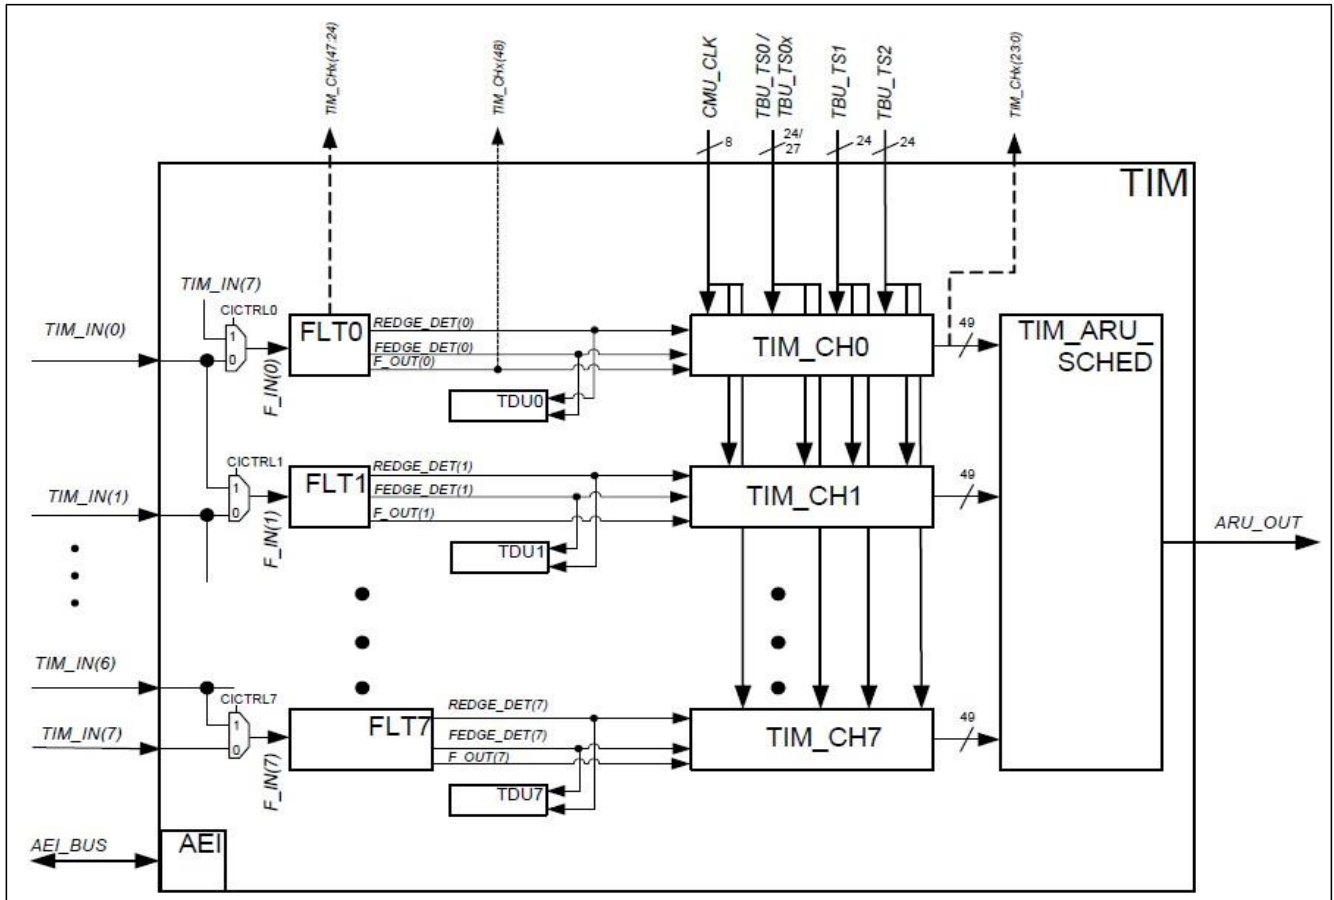 TIM_CHx(47:24)
TIM_CHx(48)
CMU_CLK
TBU_TS0 /
TBU_TS0x
TBU_TS1
TBU_TS2
TIM_CHx(23:0)
8
24/
27
24
24
TIM
TIM_IN(7)
CICTRL0
TIM_IN(0)
1
0
F_IN(0)
FLT0
REDGE_DET(0)
FEDGE_DET(0)
F_OUT(0)
TDU0
TIM_CH0
49
TIM_ARU_
SCHED
CICTRL1
TIM_IN(1)
1
0
F_IN(1)
FLT1
REDGE_DET(1)
FEDGE_DET(1)
F_OUT(1)
TDU1
TIM_CH1
49
ARU_OUT
TIM_IN(6)
CICTRL7
TIM_IN(7)
1
0
F_IN(7)
FLT7
REDGE_DET(7)
FEDGE_DET(7)
F_OUT(7)
TDU7
TIM_CH7
49
AEI_BUS
AEI